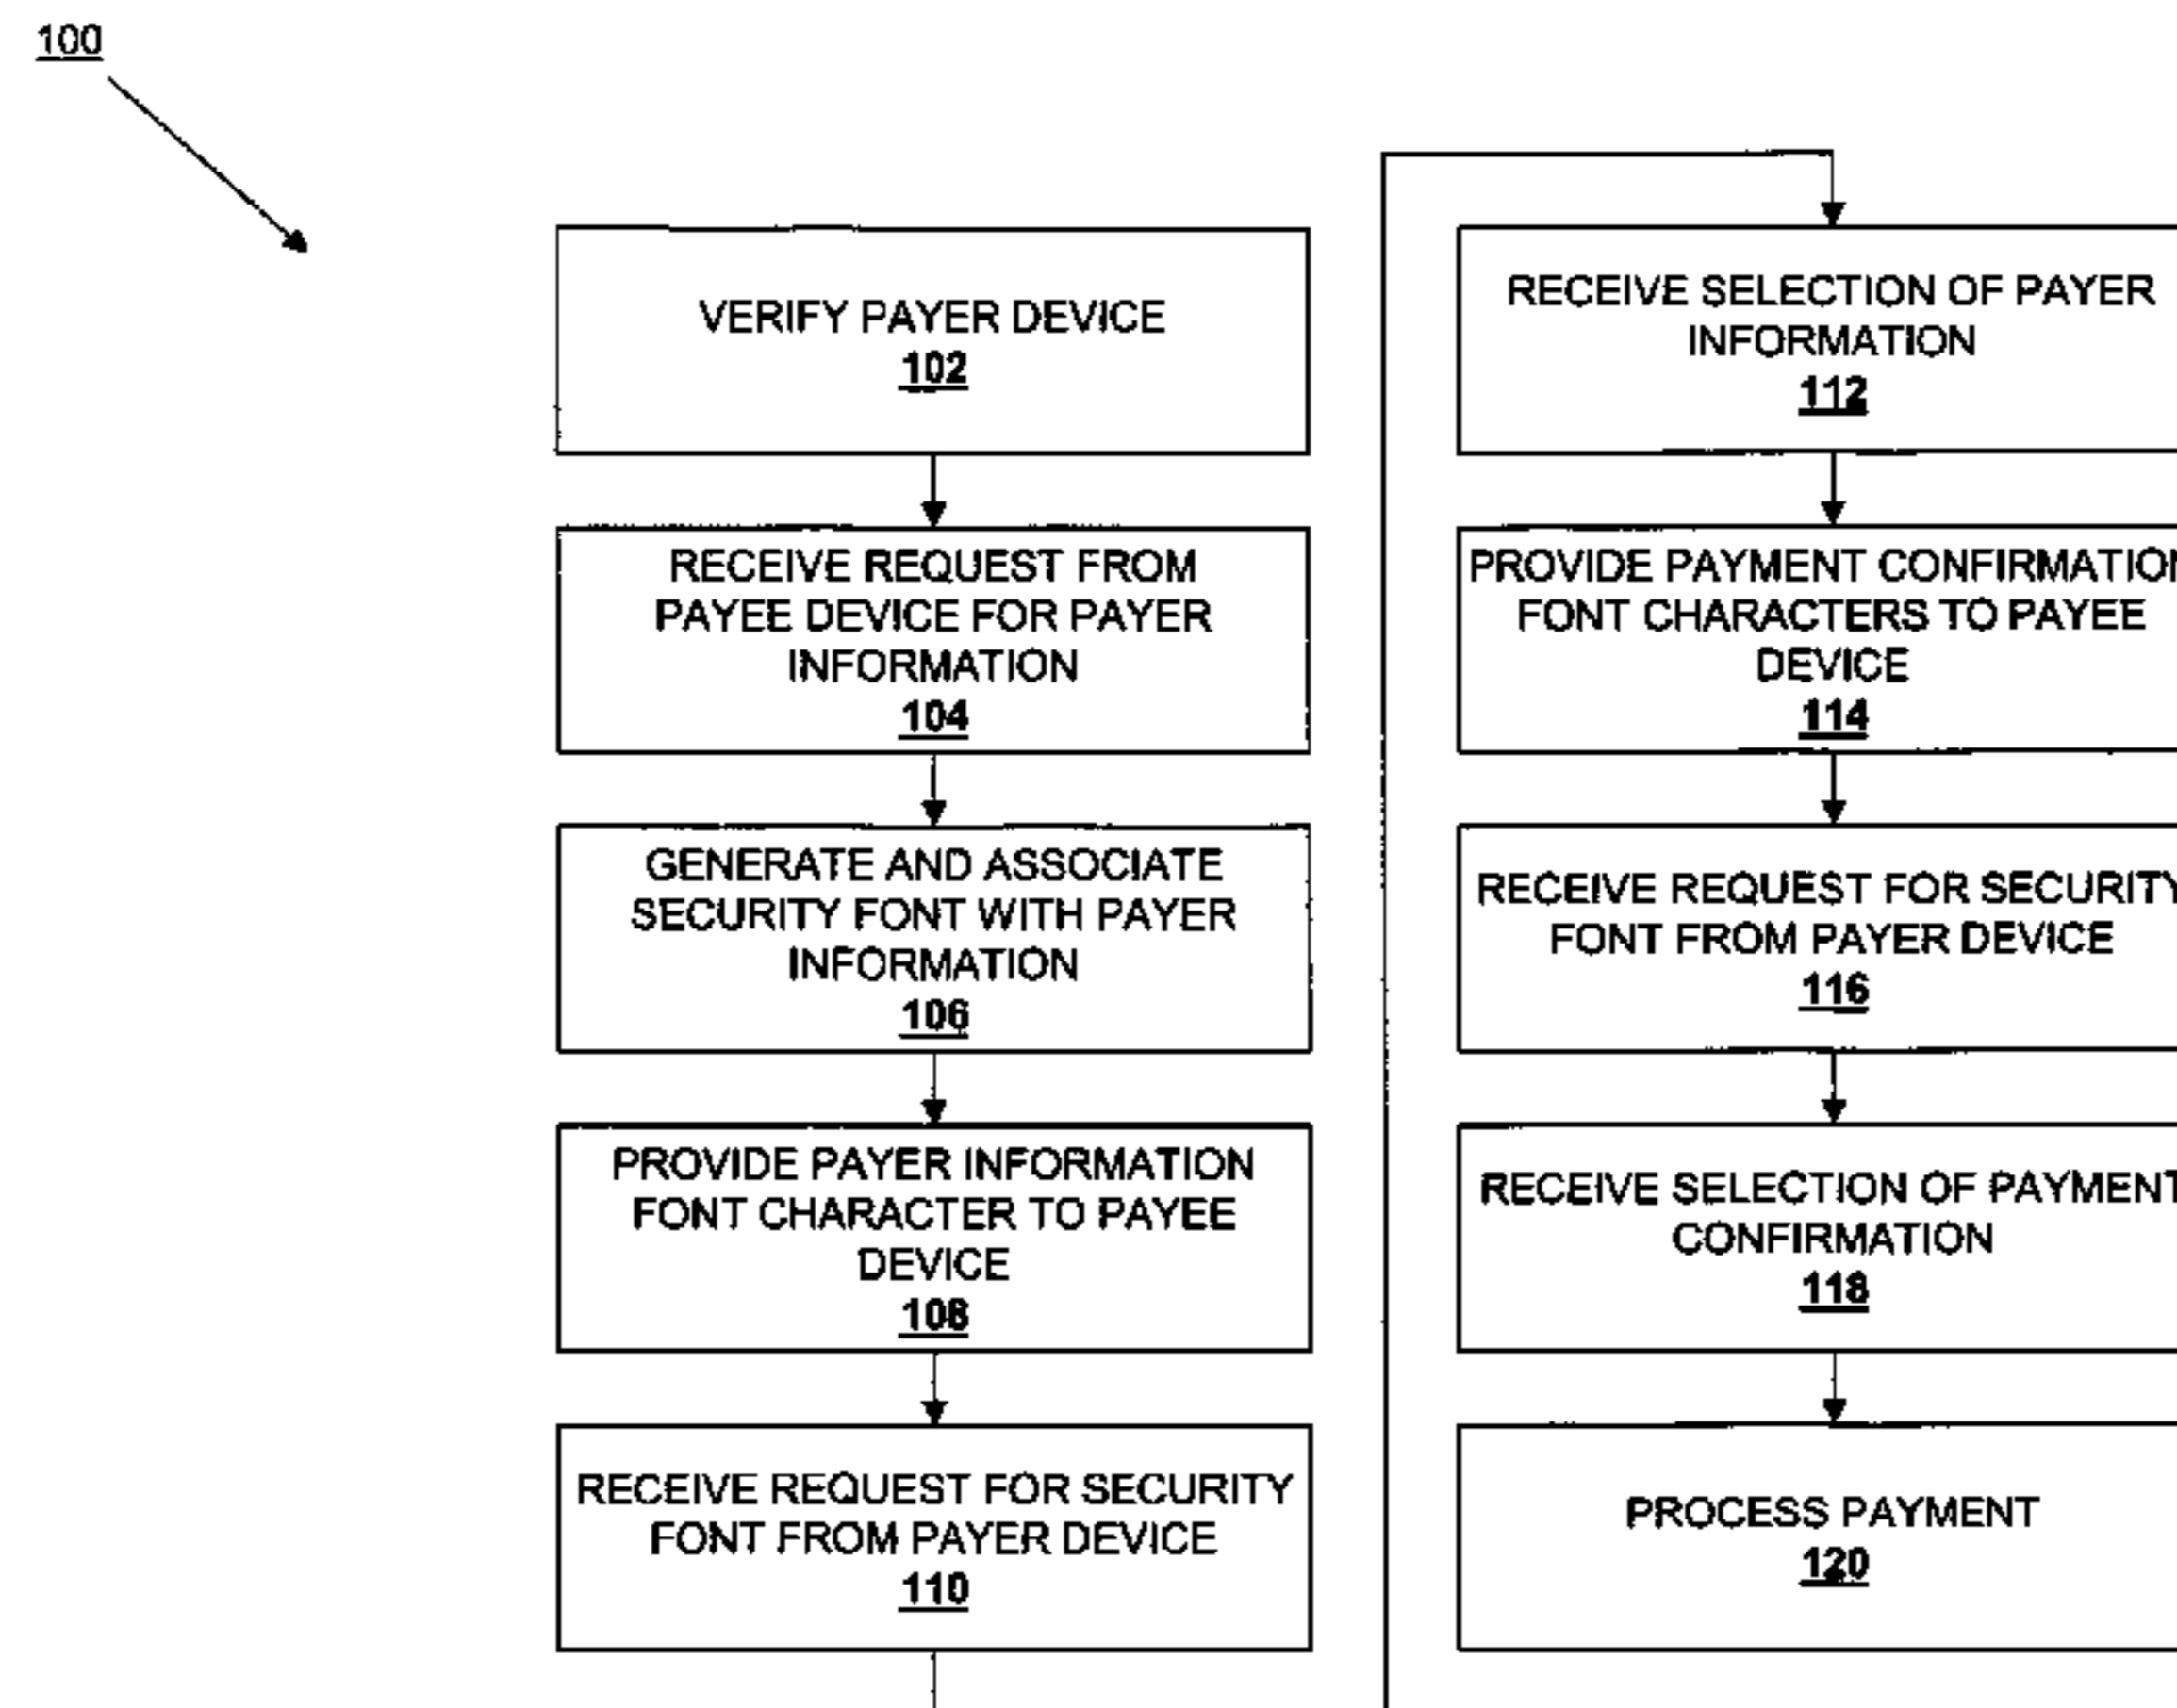 100
VERIFY PAYER DEVICE
102
RECEIVE REQUEST FROM
PAYEE DEVICE FOR PAYER
INFORMATION
104
GENERATE AND ASSOCIATE
SECURITY FONT WITH PAYER
INFORMATION
106
PROVIDE PAYER INFORMATION
FONT CHARACTER TO PAYEE
DEVICE
108
RECEIVE REQUEST FOR SECURITY
FONT FROM PAYER DEVICE
110
RECEIVE SELECTION OF PAYER
INFORMATION
112
PROVIDE PAYMENT CONFIRMATION
FONT CHARACTERS TO PAYEE
DEVICE
114
RECEIVE REQUEST FOR SECURITY
FONT FROM PAYER DEVICE
116
RECEIVE SELECTION OF PAYMENT
CONFIRMATION
118
PROCESS PAYMENT
120